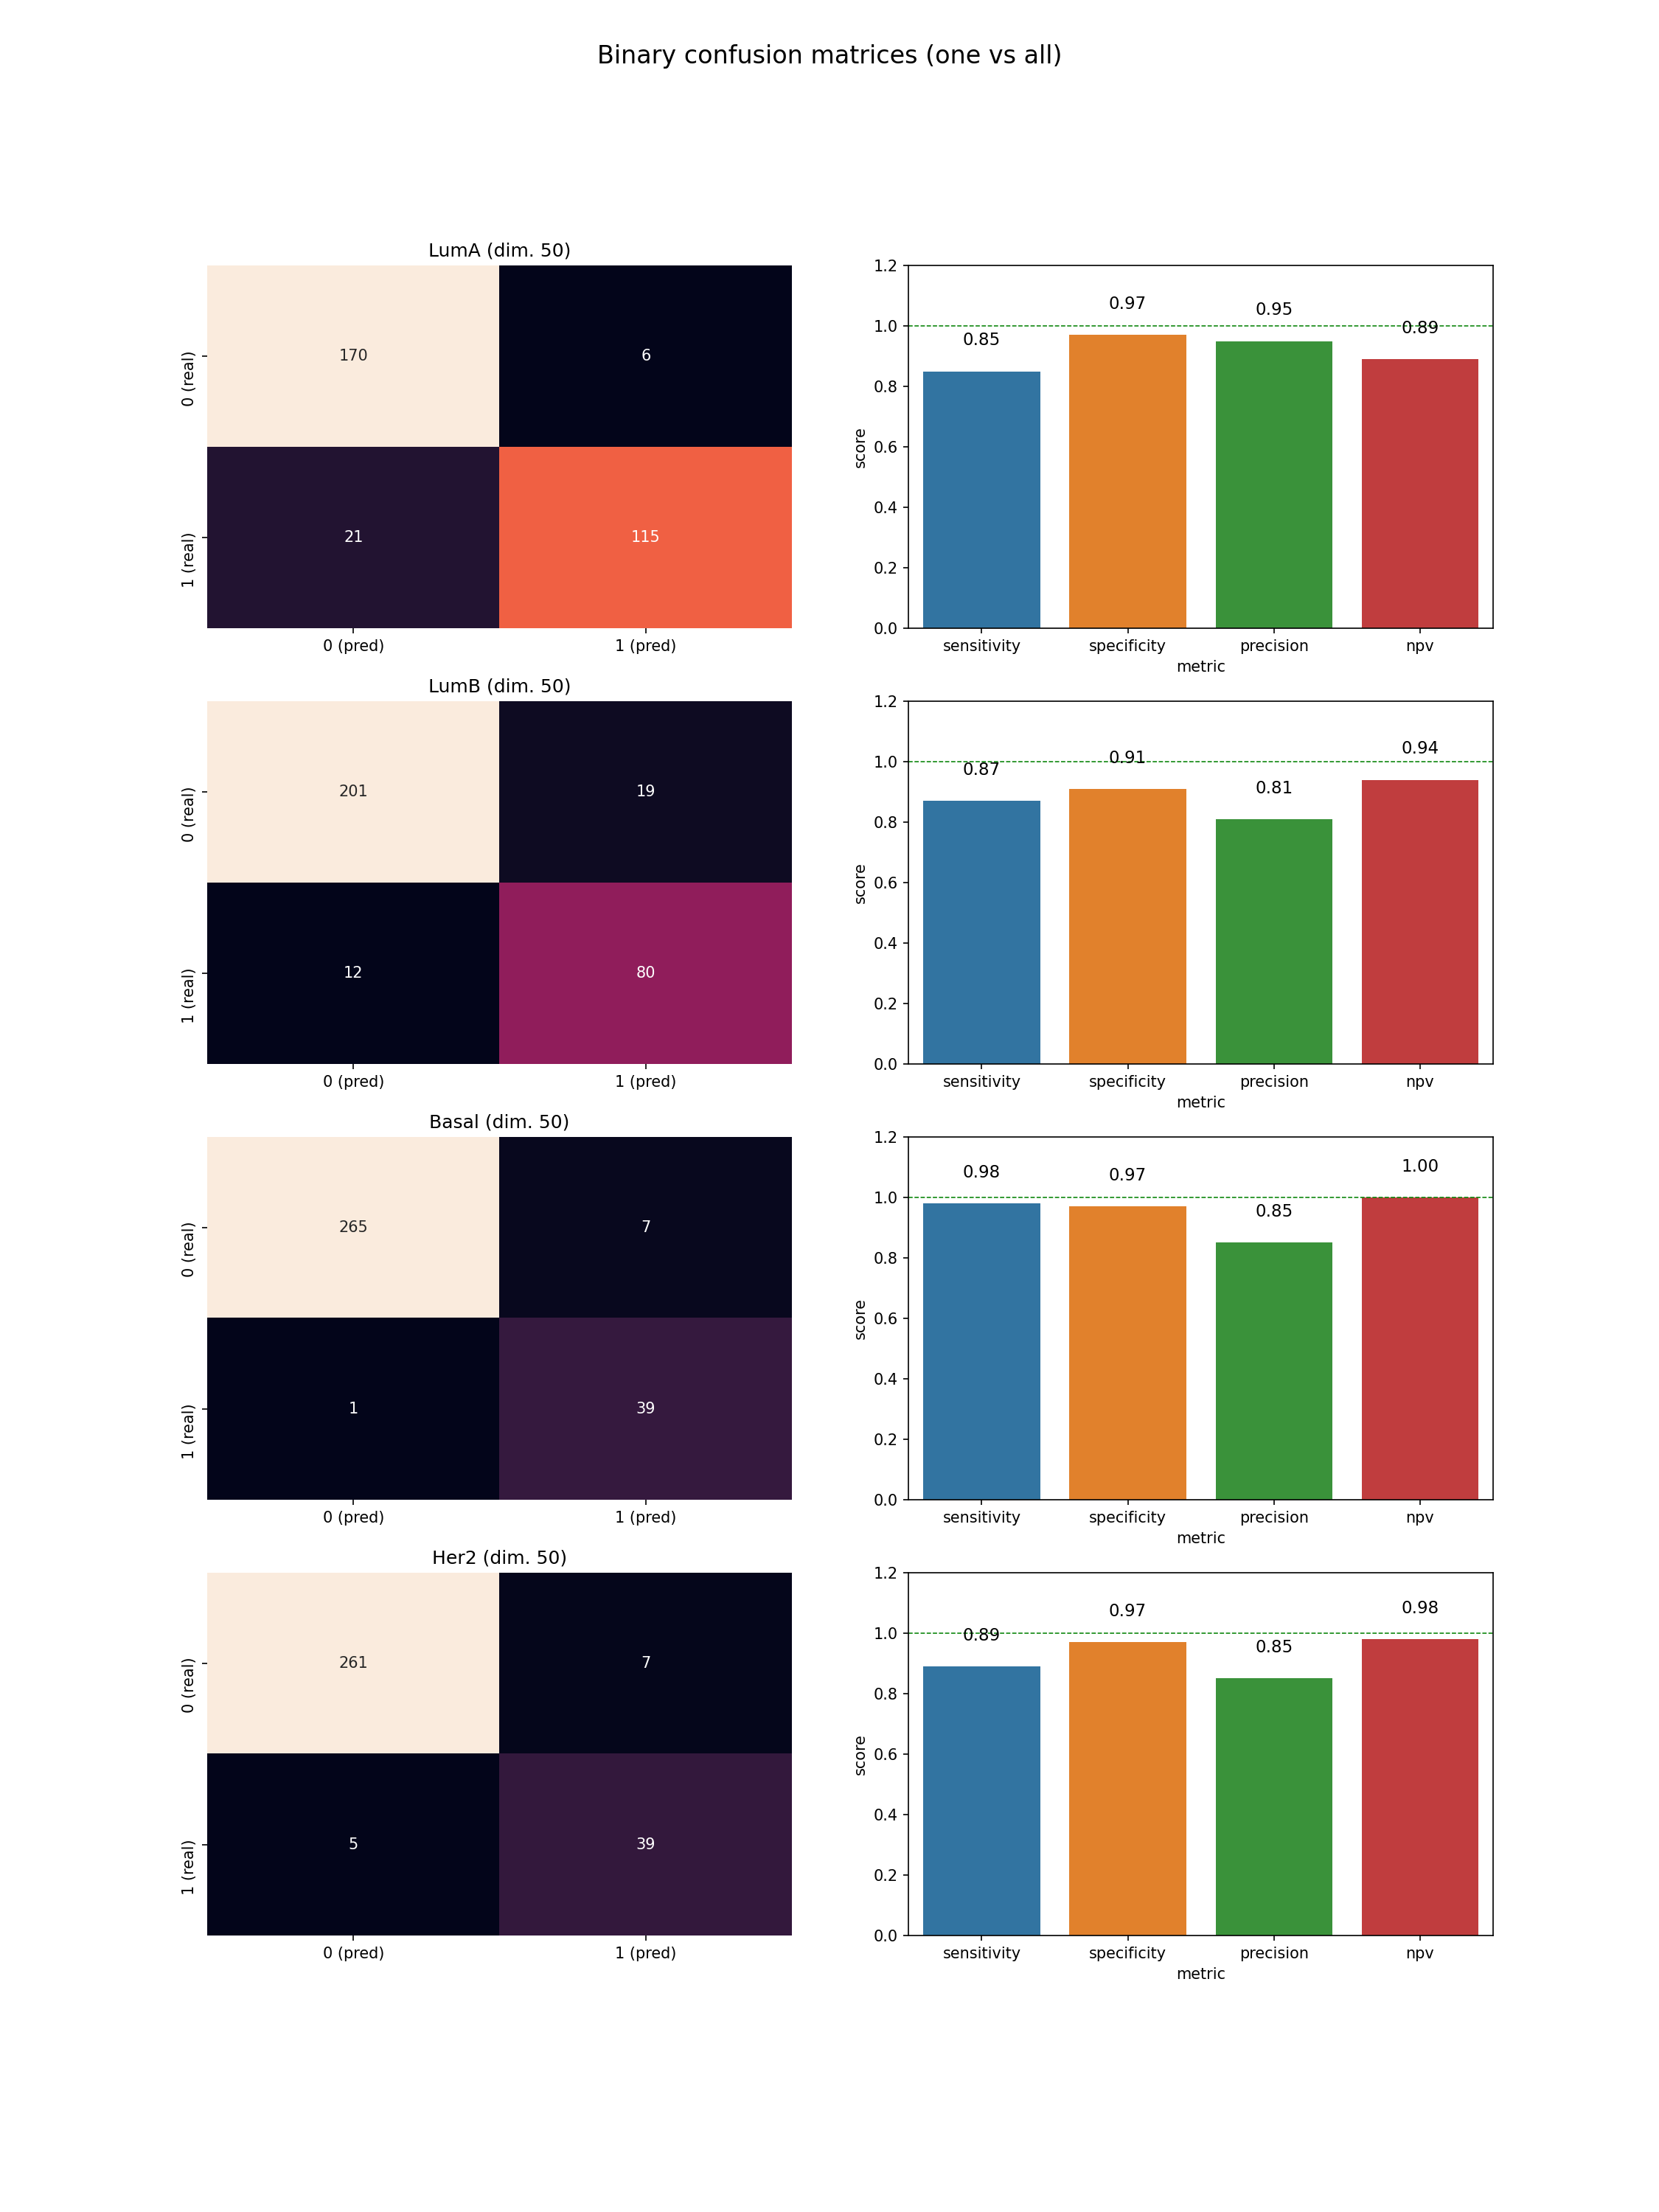 Binary confusion matrices (one vs all)
LumA (dim. 50)
0 (real)
170
6
1 (real)
21
115
0 (pred)
1 (pred)
1.2
1.0
0.8
0.6
0.4
0.2
0.0
score
0.85
0.97
0.95
0.89
sensitivity
specificity
precision
npv
metric
LumB (dim. 50)
0 (real)
201
19
1 (real)
12
80
0 (pred)
1 (pred)
1.2
1.0
0.8
0.6
0.4
0.2
0.0
score
0.87
0.91
0.81
0.94
sensitivity
specificity
precision
npv
metric
Basal (dim. 50)
0 (real)
265
7
1 (real)
1
39
0 (pred)
1 (pred)
1.2
1.0
0.8
0.6
0.4
0.2
0.0
score
0.98
0.97
0.85
1.00
sensitivity
specificity
precision
npv
metric
Her2 (dim. 50)
0 (real)
261
7
1 (real)
5
39
0 (pred)
1 (pred)
1.2
1.0
0.8
0.6
0.4
0.2
0.0
score
0.89
0.97
0.85
0.98
sensitivity
specificity
precision
npv
metric